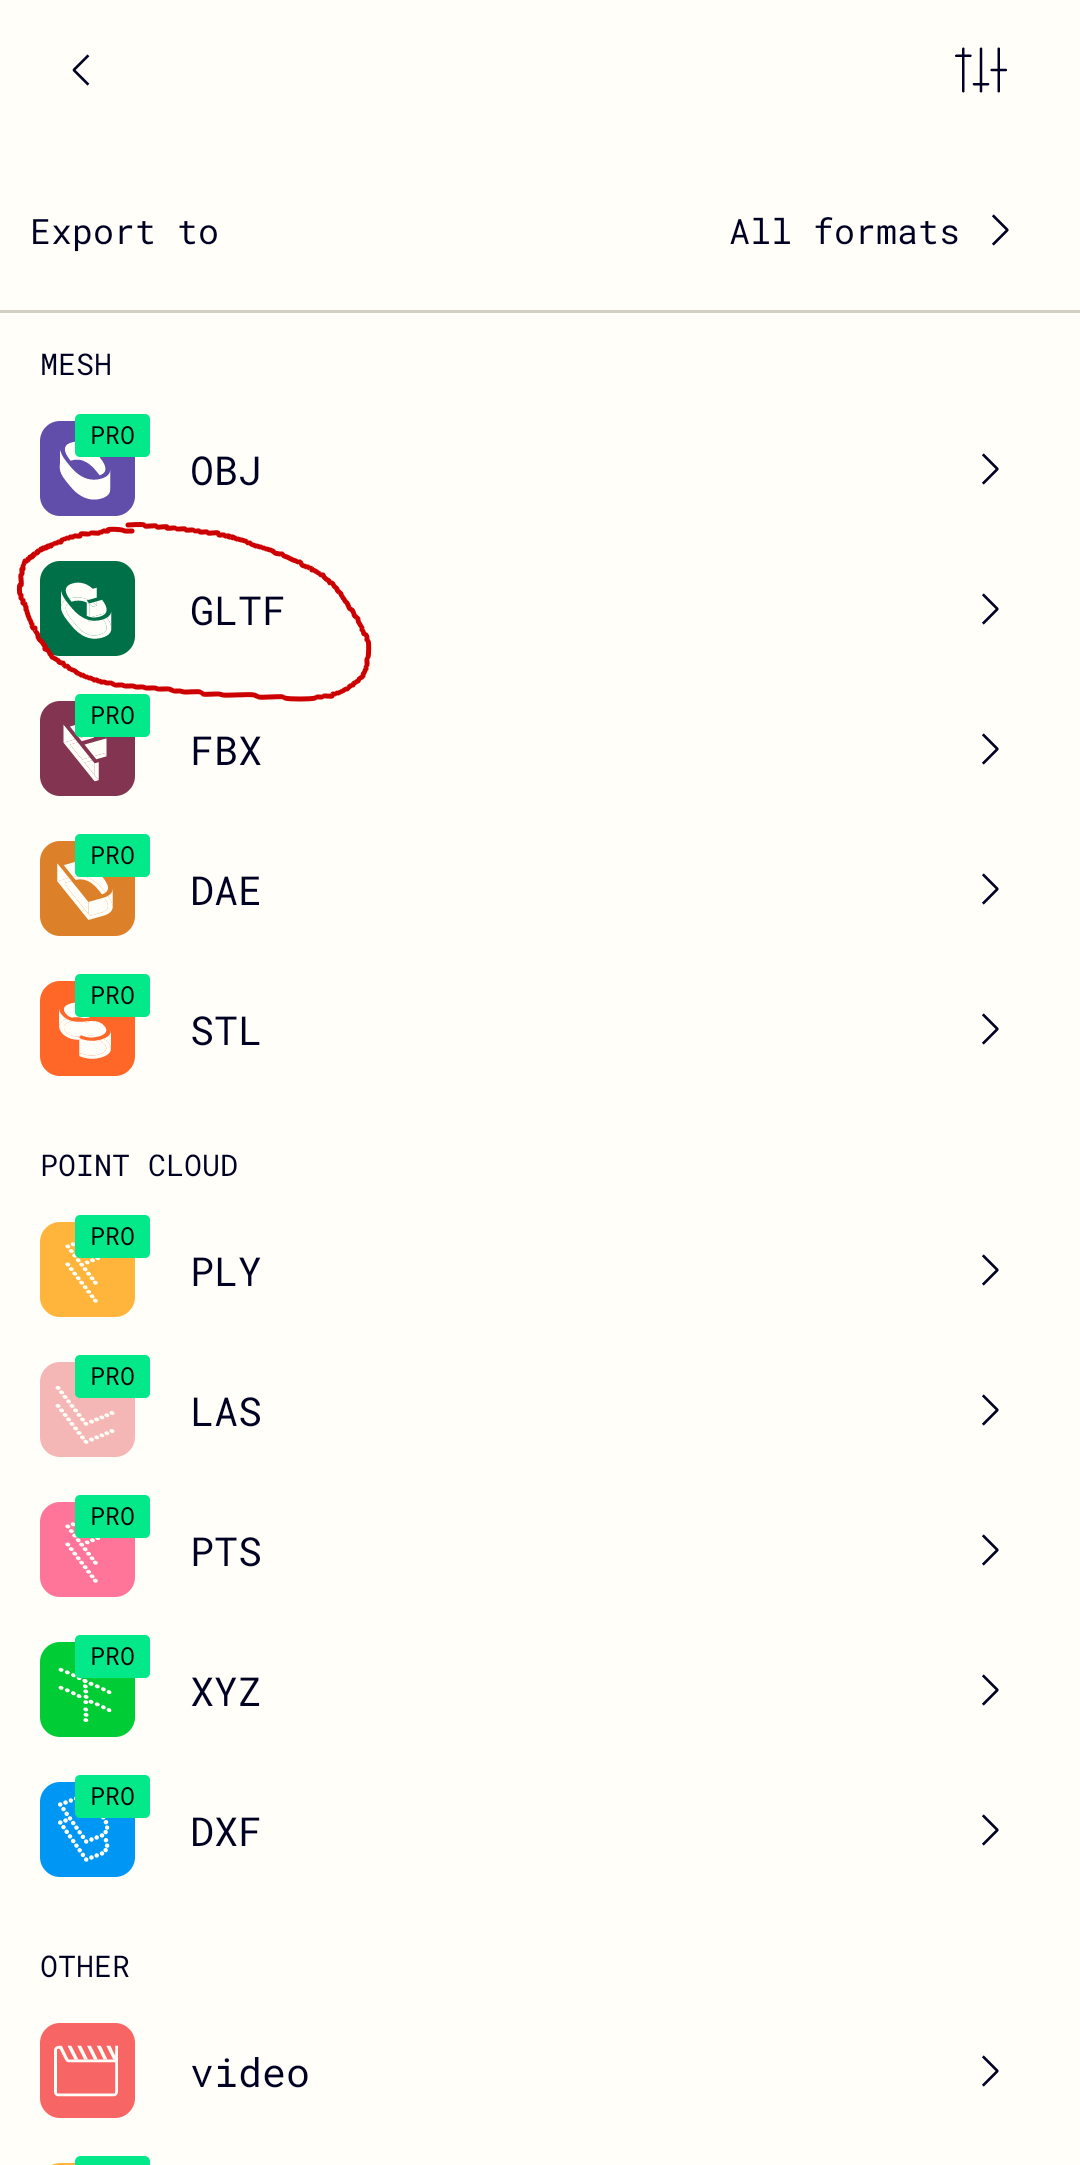 Export to All formats
MESH
PRO
OBJ
GLTF
PRO
FBX
PRO
DAE
PRO
STL
POINT CLOUD
PRO
PLY
PRO
LAS
PRO
PTS
PRO
XYZ
PRO
DXF
OTHER
video